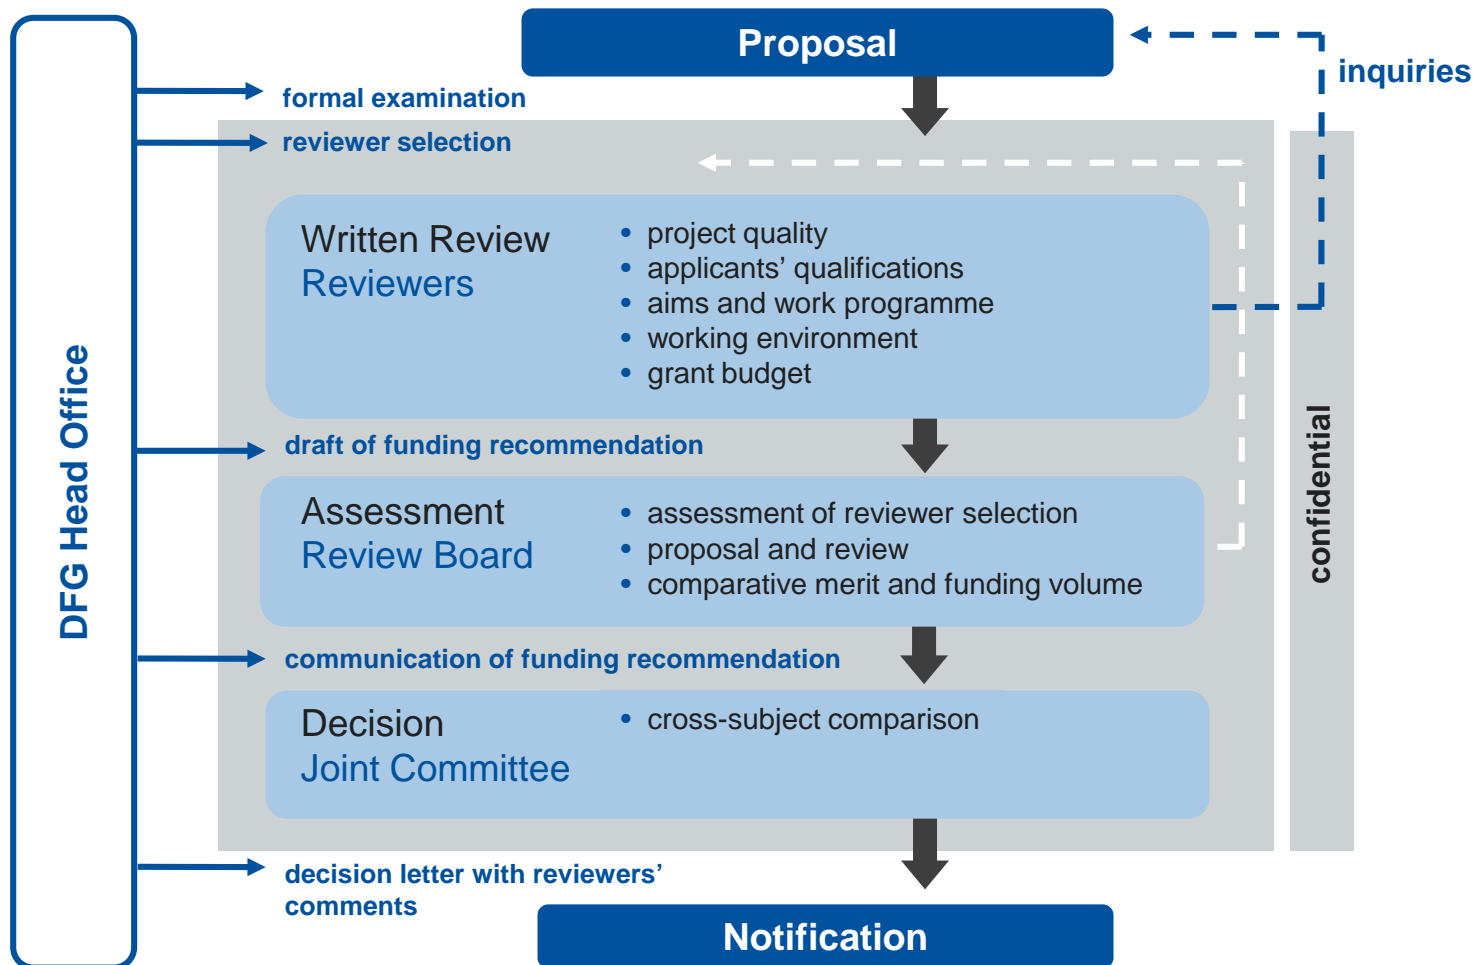 Proposal
inquiries
formal examination
reviewer selection
Written Review
Reviewers
• project quality
• applicants’ qualifications
• aims and work programme
• working environment
• grant budget
DFG Head Office
confidential
draft of funding recommendation
Assessment
Review Board
• assessment of reviewer selection
• proposal and review
• comparative merit and funding volume
communication of funding recommendation
Decision
Joint Committee
• cross-subject comparison
decision letter with reviewers’
comments
Notification